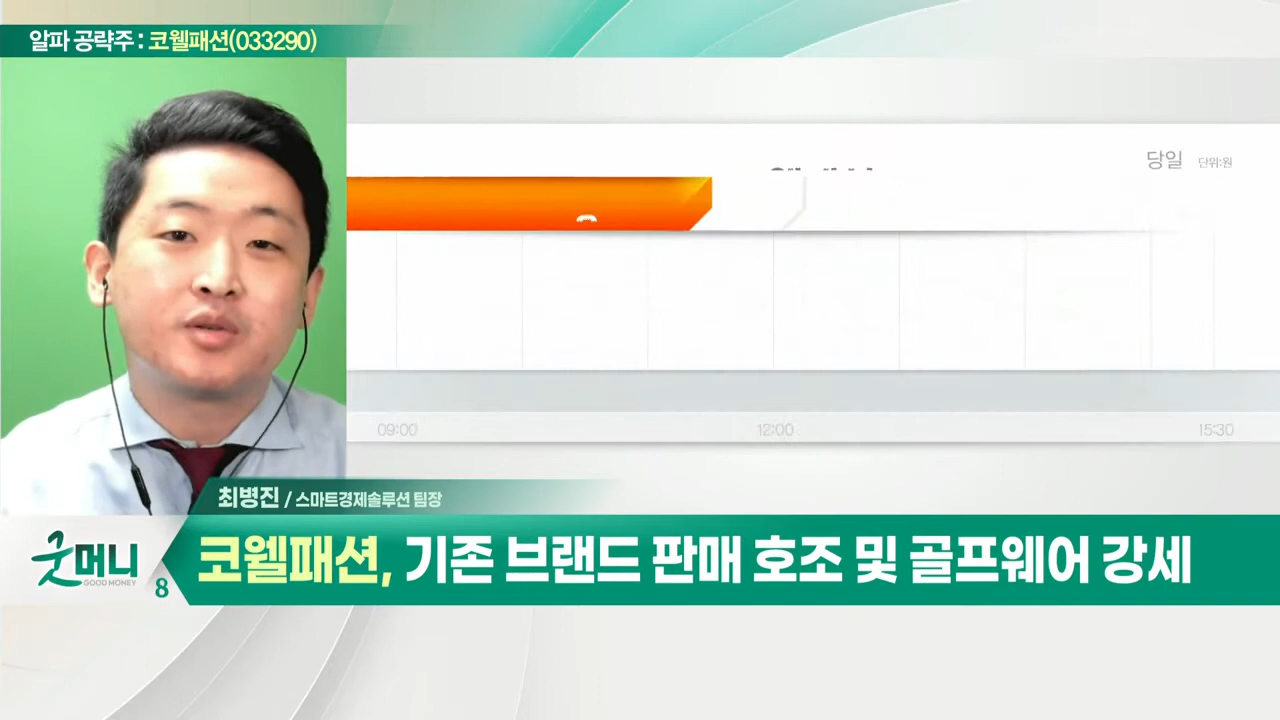 알파 공략주 : 코웰패션(033290)
당일 단위:원
09:00 12:00 15:30
최병진 / 스마트경제솔루션 팀장
굿머니
GOOD MONEY
8
코웰패션, 기존 브랜드 판매 호조 및 골프웨어 강세